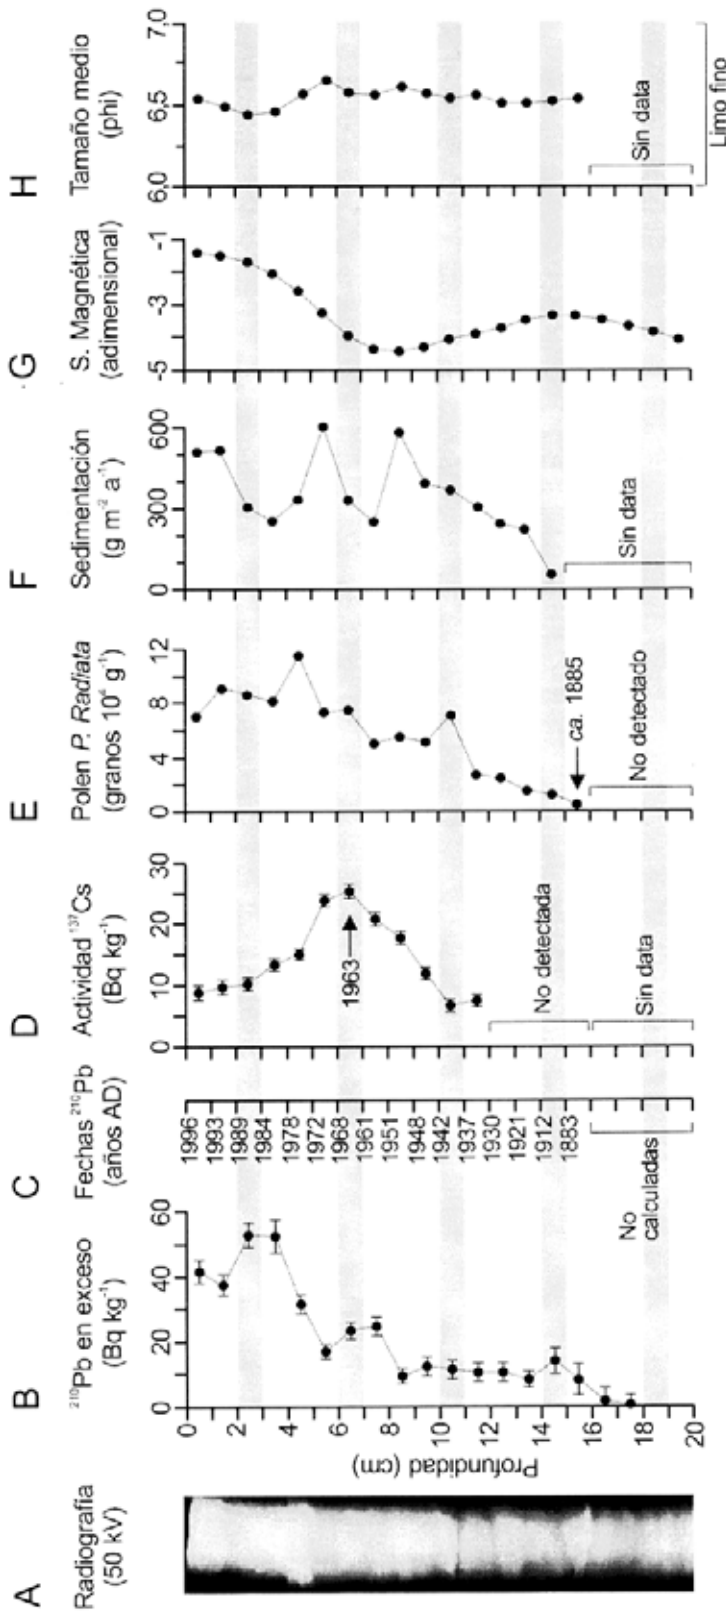 A
Radiografía
(50 kV)
B
²¹⁰Pb en exceso
(Bq kg⁻¹)
0
20
40
60
Profundidad (cm)
0
2
4
6
8
10
12
14
16
18
20
C
Fechas ²¹⁰Pb
(años AD)
1996
1993
1989
1984
1978
1972
1968
1961
1951
1948
1942
1937
1930
1921
1912
1883
No
calculadas
D
Actividad ¹³⁷Cs
(Bq kg⁻¹)
0
10
20
30
1963
No detectada
Sin data
E
Polen P. Radiata
(granos 10⁴ g⁻¹)
0
4
8
12
ca. 1885
No detectado
F
Sedimentación
(g m⁻² a⁻¹)
0
300
600
Sin data
G
S. Magnética
(adimensional)
-5
-3
-1
H
Tamaño medio
(phi)
6.0
6.5
7.0
Sin data
Limo fino